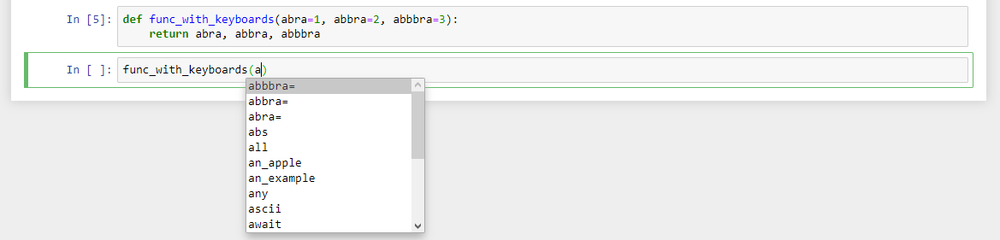 In [5]: def func_with_keyboards(abra=1, abbra=2, abbbra=3):
return abra, abbra, abbbra
In [ ]: func_with_keyboards(a)
abbbra=
abbra=
abra=
abs
all
an_apple
an_example
any
ascii
await